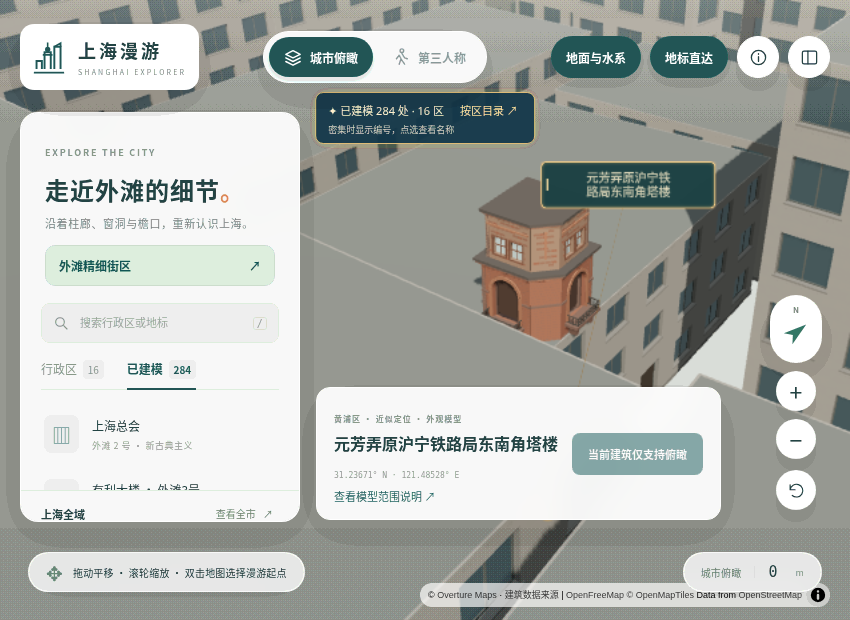 上海漫游
SHANGHAI EXPLORER
城市俯瞰
第三人称
地面与水系
地标直达
✦ 已建模 284 处 · 16 区 按区目录 ↗
密集时显示编号，点选查看名称
元芳弄原沪宁铁
路局东南角塔楼
EXPLORE THE CITY
走近外滩的细节。
沿着柱廊、窗洞与檐口，重新认识上海。
外滩精细街区 ↗
搜索行政区或地标 /
行政区 16 已建模 284
上海总会
外滩 2 号 · 新古典主义
有利大楼 · 外滩3号
上海全域 查看全市 ↗
N
黄浦区 · 近似定位 · 外观模型
元芳弄原沪宁铁路局东南角塔楼
31.23671° N · 121.48528° E
查看模型范围说明 ↗
当前建筑仅支持俯瞰
拖动平移 · 滚轮缩放 · 双击地图选择漫游起点
城市俯瞰 0 m
© Overture Maps · 建筑数据来源 | OpenFreeMap © OpenMapTiles Data from OpenStreetMap